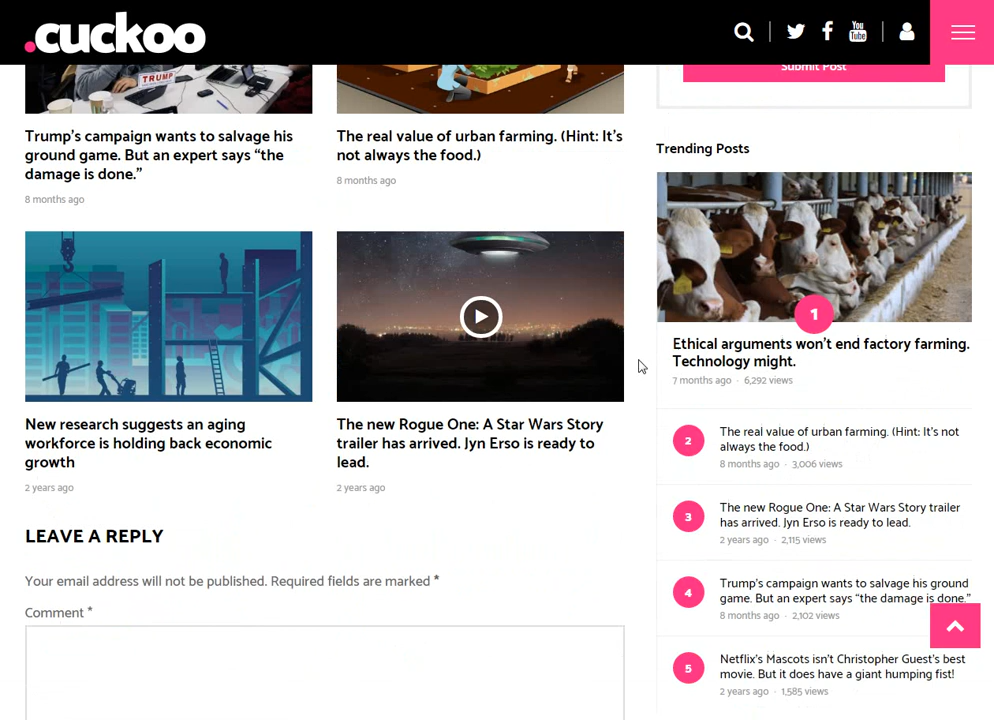 .cuckoo
You
Tube
Submit Post
TRUMP
Trump's campaign wants to salvage his
ground game. But an expert says “the
damage is done.”
8 months ago
The real value of urban farming. (Hint: It's
not always the food.)
8 months ago
New research suggests an aging
workforce is holding back economic
growth
2 years ago
The new Rogue One: A Star Wars Story
trailer has arrived. Jyn Erso is ready to
lead.
2 years ago
LEAVE A REPLY
Your email address will not be published. Required fields are marked *
Comment *
Trending Posts
1
Ethical arguments won't end factory farming.
Technology might.
7 months ago · 6,292 views
2
The real value of urban farming. (Hint: It's not
always the food.)
8 months ago · 3,006 views
3
The new Rogue One: A Star Wars Story trailer
has arrived. Jyn Erso is ready to lead.
2 years ago · 2,115 views
4
Trump's campaign wants to salvage his ground
game. But an expert says “the damage is done.”
8 months ago · 2,102 views
5
Netflix's Mascots isn't Christopher Guest's best
movie. But it does have a giant humping fist!
2 years ago · 1,585 views